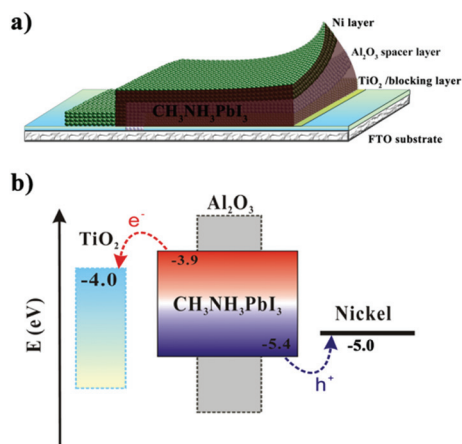 a)
Ni layer
Al₂O₃ spacer layer
TiO₂ /blocking layer
CH₃NH₃PbI₃
FTO substrate
b)
Al₂O₃
e⁻
TiO₂
-3.9
-4.0
CH₃NH₃PbI₃
Nickel
-5.4
-5.0
h⁺
E (eV)